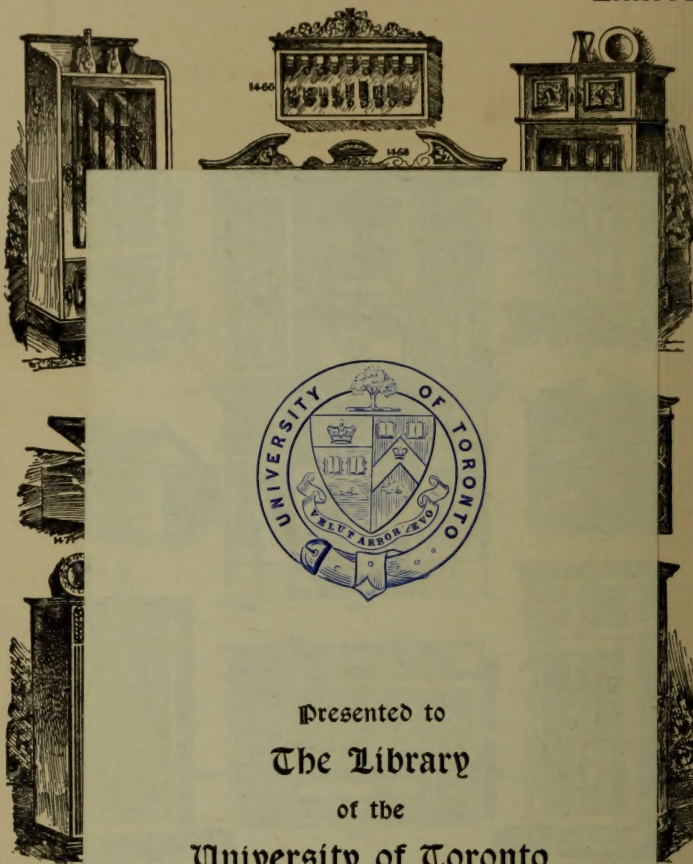 14-66
14-68
UNIVERSITY OF TORONTO
VELUT ARBOR ÆVO
Presented to
The Library
of the
University of Toronto